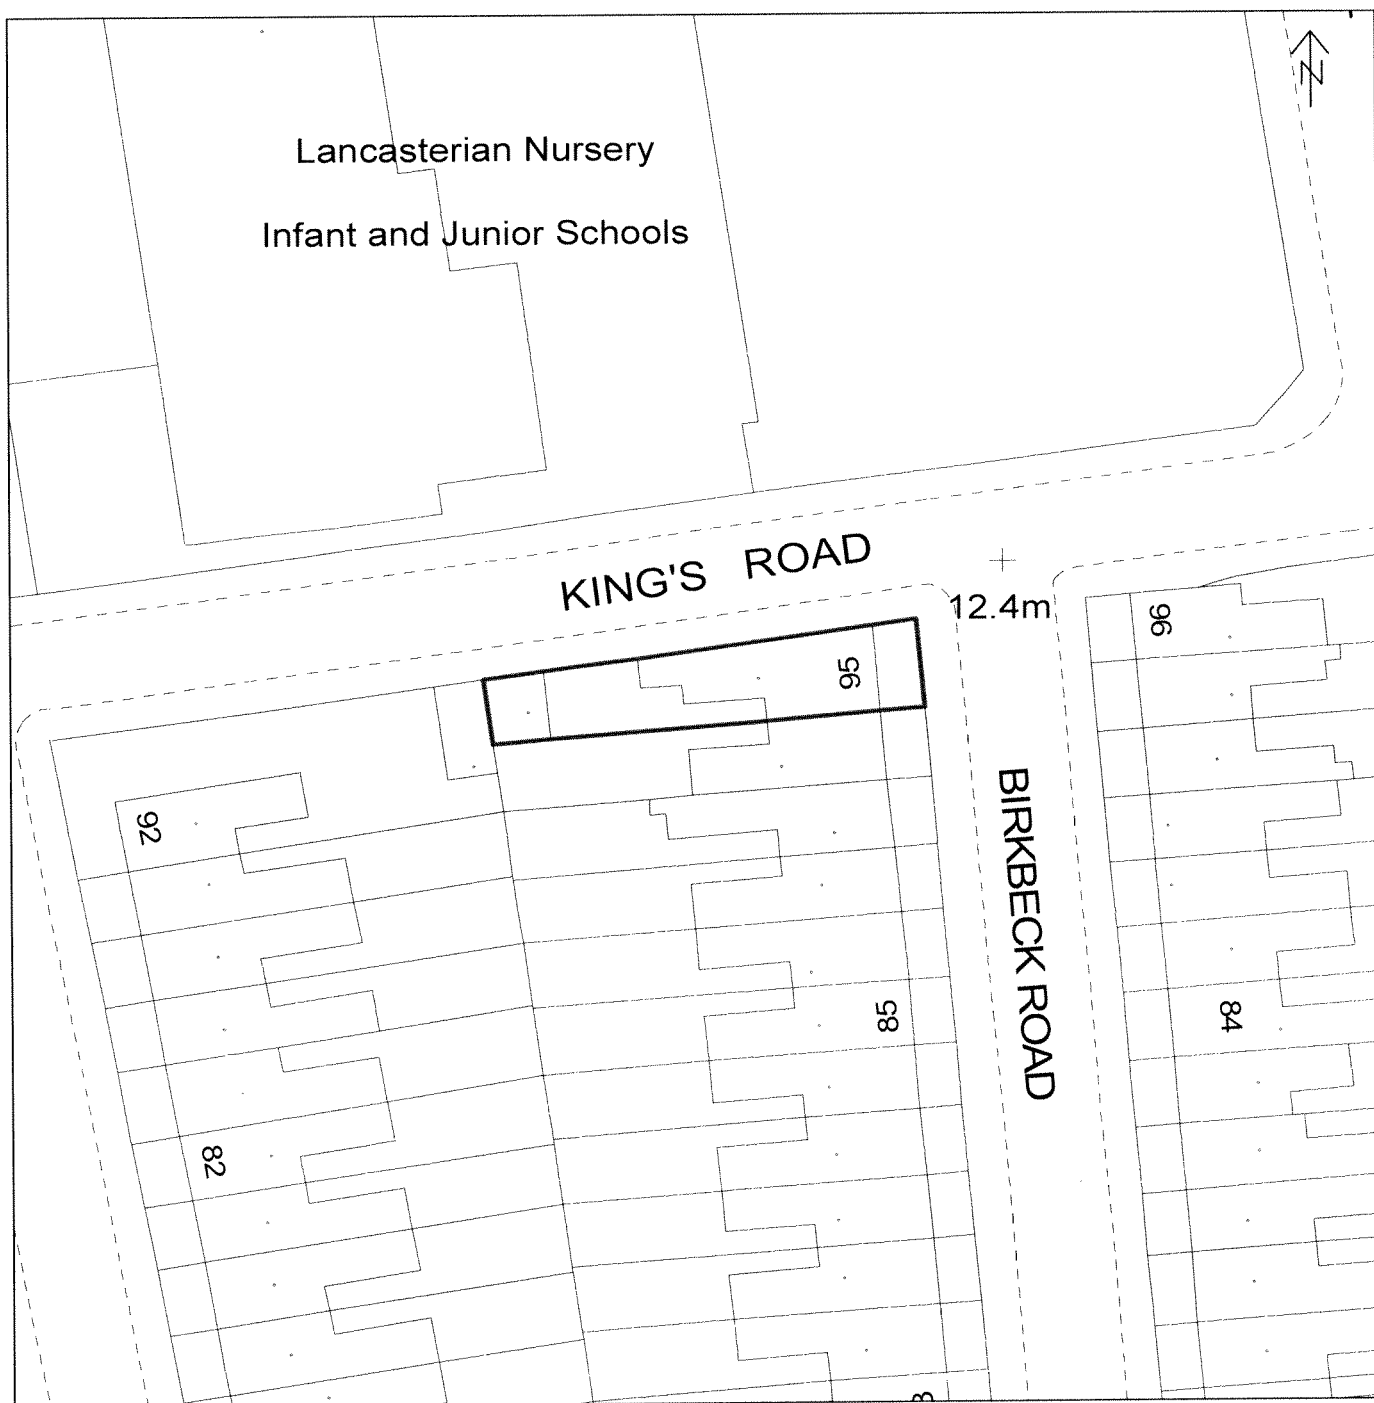 N
Lancasterian Nursery
Infant and Junior Schools
KING'S ROAD
12.4m
96
95
92
BIRKBECK ROAD
85
84
82